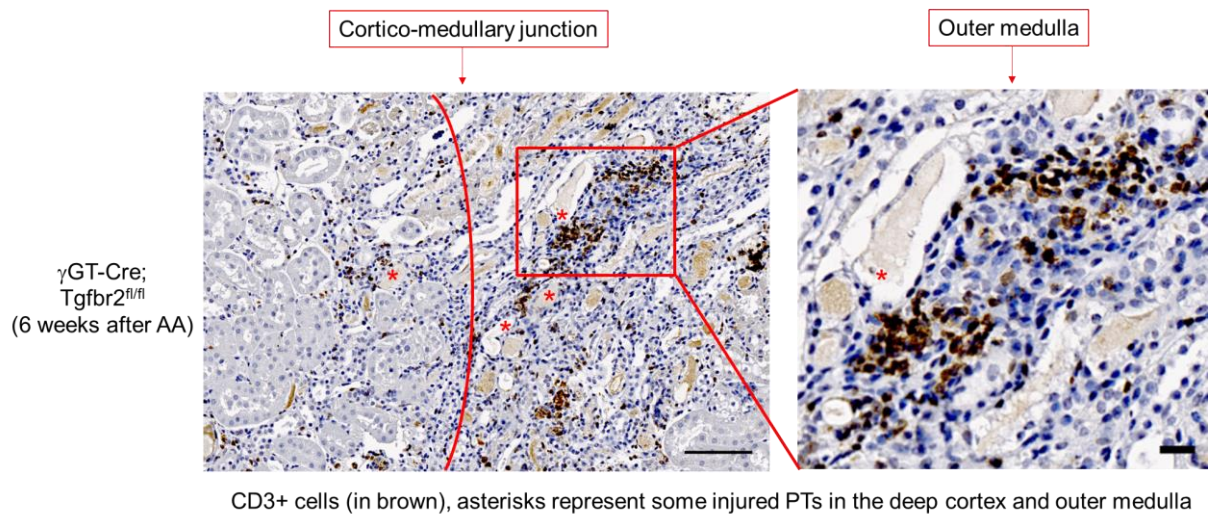 Cortico-medullary junction
Outer medulla
γGT-Cre;
Tgfbr2fl/fl
(6 weeks after AA)
CD3+ cells (in brown), asterisks represent some injured PTs in the deep cortex and outer medulla